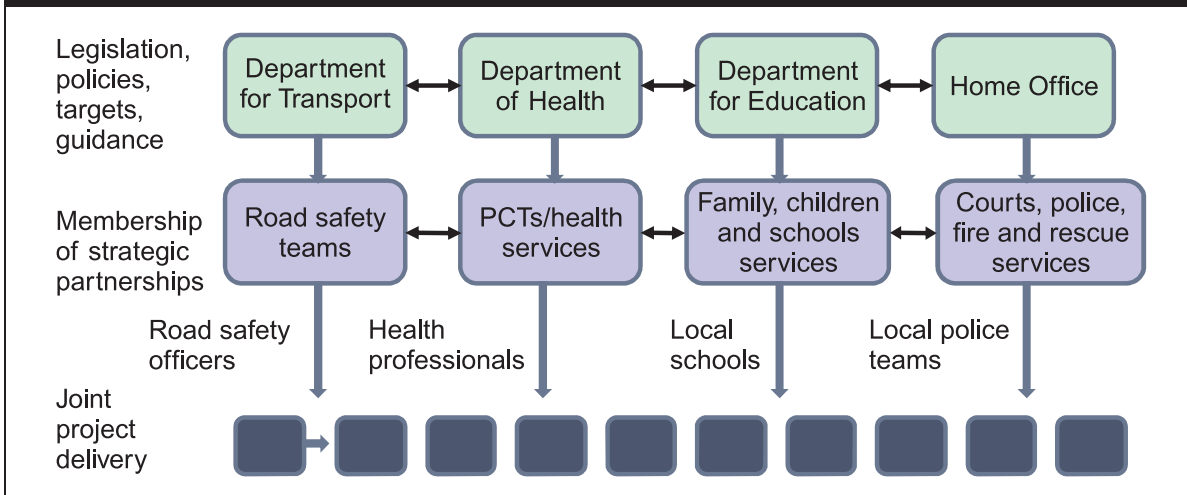 Legislation,
policies,
targets,
guidance
Department
for Transport
Department
of Health
Department
for Education
Home Office
Membership
of strategic
partnerships
Road safety
teams
PCTs/health
services
Family, children
and schools
services
Courts, police,
fire and rescue
services
Road safety
officers
Health
professionals
Local
schools
Local police
teams
Joint
project
delivery